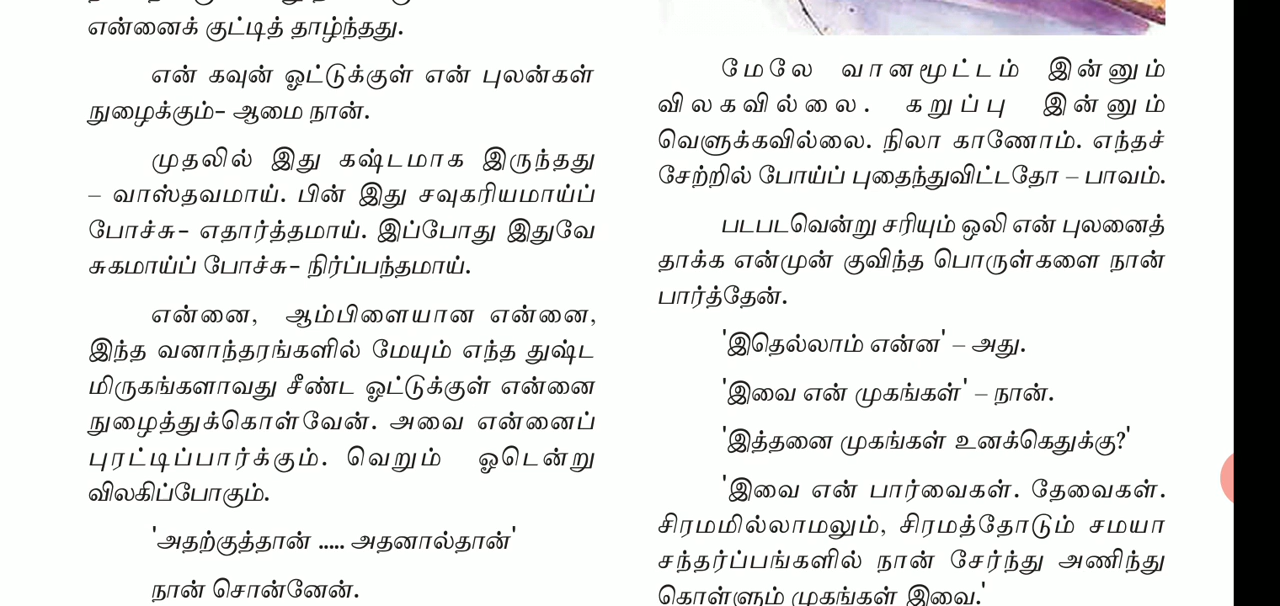 என்னைக் குட்டித் தாழ்ந்தது.
என் கவுன் ஓட்டுக்குள் என் புலன்கள்
நுழைக்கும்– ஆமை நான்.
முதலில் இது கஷ்டமாக இருந்தது
– வாஸ்தவமாய். பின் இது சவுகரியமாய்ப்
போச்சு– எதார்த்தமாய். இப்போது இதுவே
சுகமாய்ப் போச்சு– நிர்ப்பந்தமாய்.
என்னை, ஆம்பிளையான என்னை,
இந்த வனாந்தரங்களில் மேயும் எந்த துஷ்ட
மிருகங்களாவது சீண்ட ஓட்டுக்குள் என்னை
நுழைத்துக்கொள்வேன். அவை என்னைப்
புரட்டிப்பார்க்கும். வெறும் ஓடென்று
விலகிப்போகும்.
'அதற்குத்தான் ..... அதனால்தான்'
நான் சொன்னேன்.
மேலே வானமூட்டம் இன்னும்
விலகவில்லை. கறுப்பு இன்னும்
வெளுக்கவில்லை. நிலா காணோம். எந்தச்
சேற்றில் போய்ப் புதைந்துவிட்டதோ – பாவம்.
படபடவென்று சரியும் ஒலி என் புலனைத்
தாக்க என்முன் குவிந்த பொருள்களை நான்
பார்த்தேன்.
'இதெல்லாம் என்ன' – அது.
'இவை என் முகங்கள்' – நான்.
'இத்தனை முகங்கள் உனக்கெதுக்கு?'
'இவை என் பார்வைகள். தேவைகள்.
சிரமமில்லாமலும், சிரமத்தோடும் சமயா
சந்தர்ப்பங்களில் நான் சேர்ந்து அணிந்து
கொள்ளும் முகங்கள் இவை.'